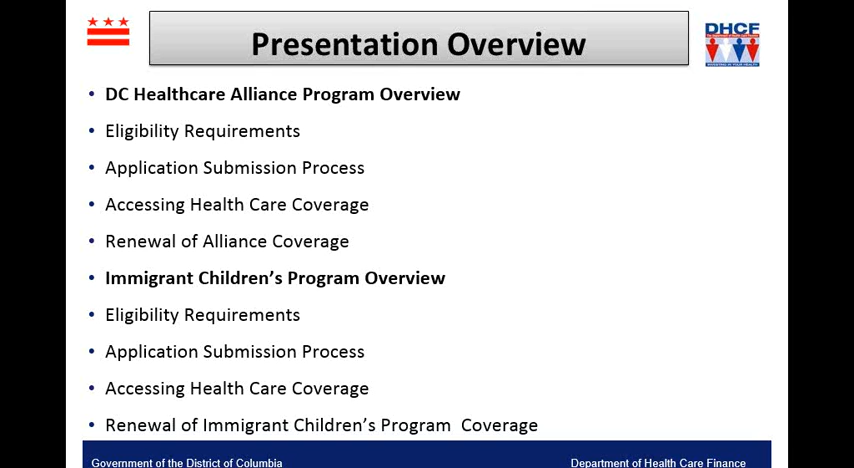 Presentation Overview
DHCF
• DC Healthcare Alliance Program Overview
• Eligibility Requirements
• Application Submission Process
• Accessing Health Care Coverage
• Renewal of Alliance Coverage
• Immigrant Children’s Program Overview
• Eligibility Requirements
• Application Submission Process
• Accessing Health Care Coverage
• Renewal of Immigrant Children’s Program  Coverage
Government of the District of Columbia
Department of Health Care Finance